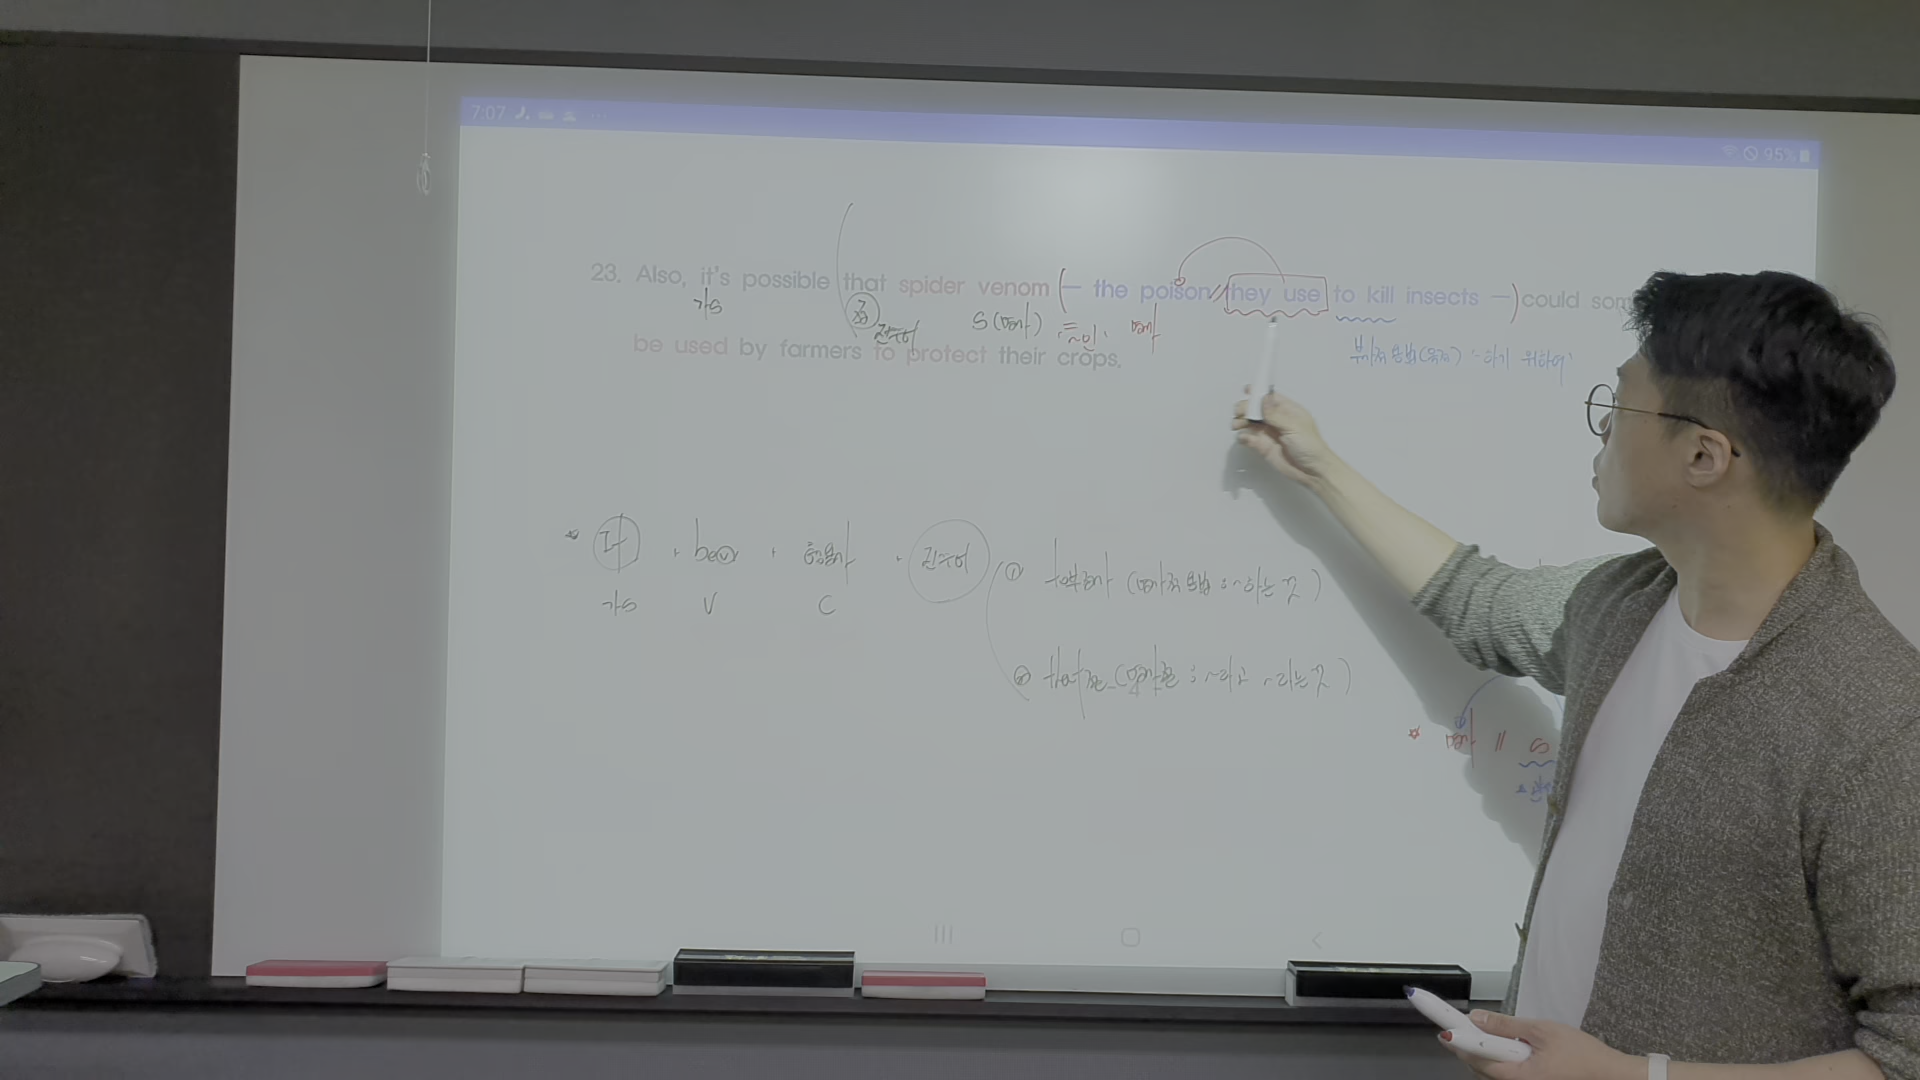 7:07
95%
23. Also, it's possible that spider venom — the poison they use to kill insects — could
가S
접
진주어
S(명사)
=
명사
be used by farmers to protect their crops.
부사적 용법(목적) : ~하기 위하여
It + be ⓥ + 형용사 + 진주어
① to부정사 (명사적 용법 : ~하는 것)
가S V C
② that절 (명사절 : ~라고 ~라는 것)
명사 // S